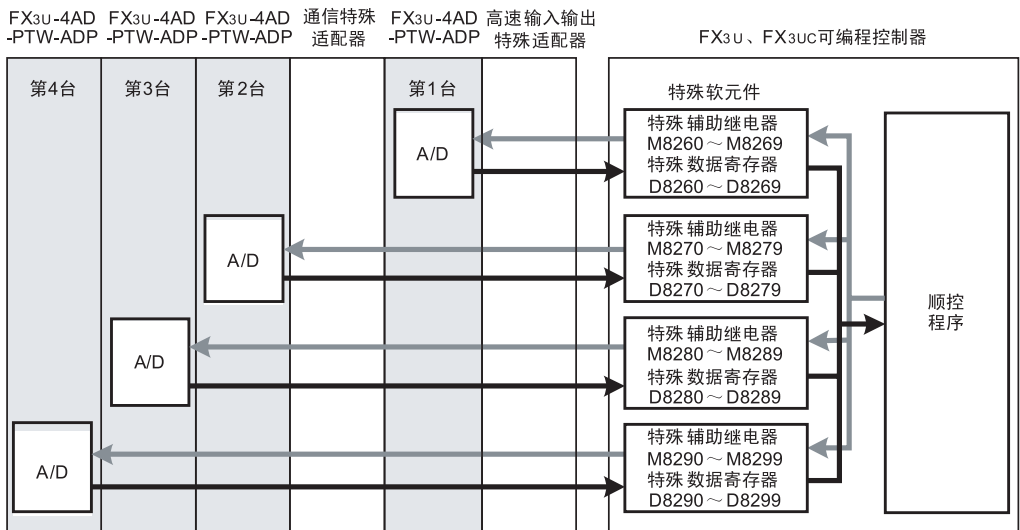 FX3U-4AD
-PTW-ADP
FX3U-4AD
-PTW-ADP
FX3U-4AD
-PTW-ADP
通信特殊
适配器
FX3U-4AD
-PTW-ADP
高速输入输出
特殊适配器
FX3U、FX3UC可编程控制器
第4台
第3台
第2台
第1台
特殊软元件
A/D
特殊辅助继电器
M8260～M8269
特殊数据寄存器
D8260～D8269
A/D
特殊辅助继电器
M8270～M8279
特殊数据寄存器
D8270～D8279
顺控
程序
A/D
特殊辅助继电器
M8280～M8289
特殊数据寄存器
D8280～D8289
A/D
特殊辅助继电器
M8290～M8299
特殊数据寄存器
D8290～D8299